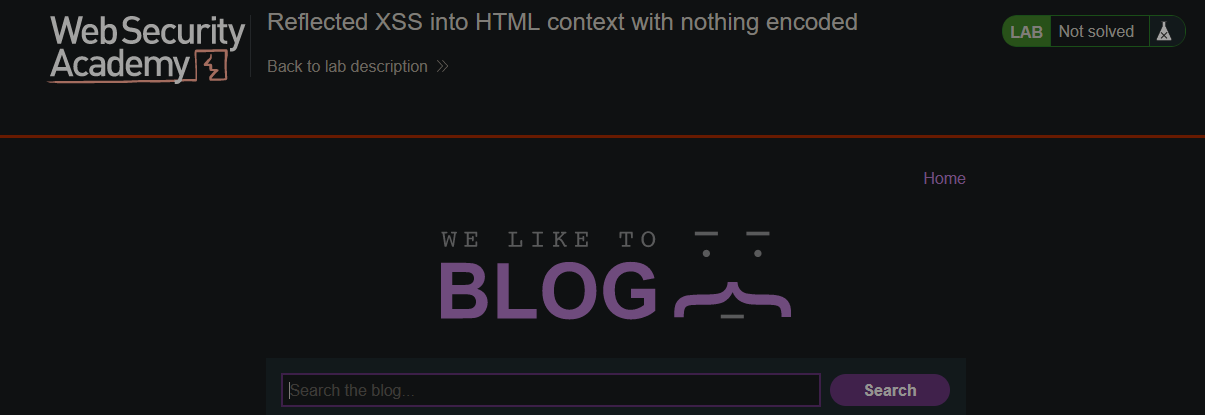 Web Security
Academy
Reflected XSS into HTML context with nothing encoded
Back to lab description
LAB Not solved
Home
WE LIKE TO
BLOG
Search the blog...
Search